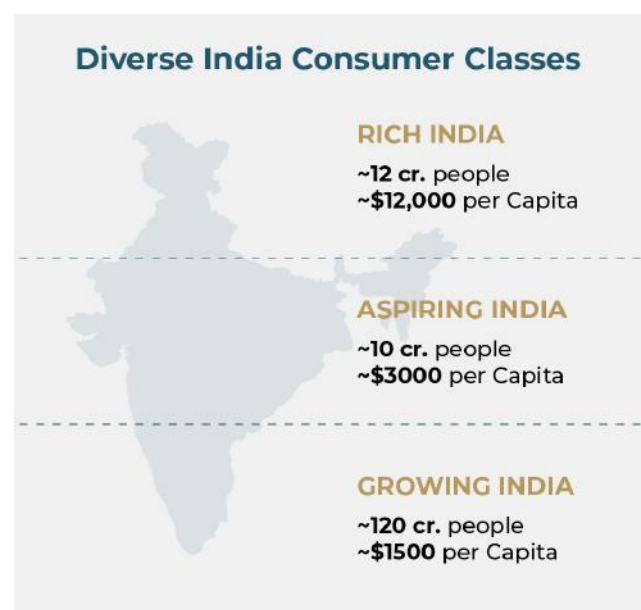 Diverse India Consumer Classes
RICH INDIA
~12 cr. people
~$12,000 per Capita
ASPIRING INDIA
~10 cr. people
~$3000 per Capita
GROWING INDIA
~120 cr. people
~$1500 per Capita